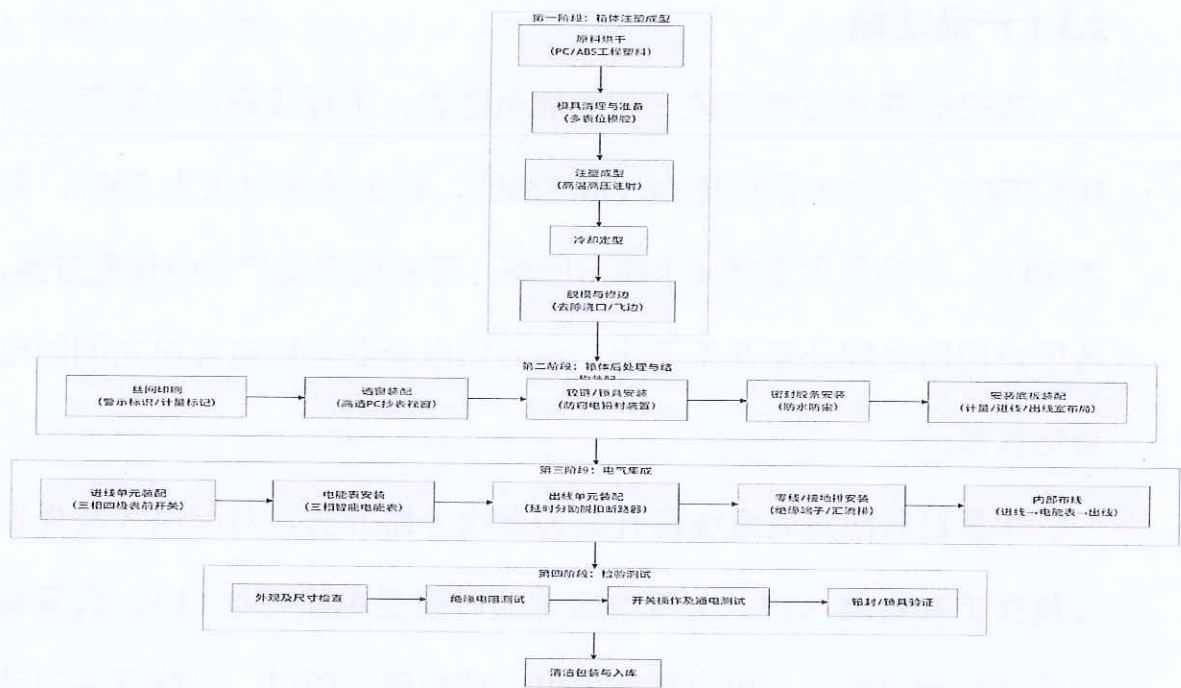 第一阶段：箱体注塑成型
原料烘干
(PC/ABS工程塑料)
模具清理与准备
(多表位模腔)
注塑成型
(高温高压注射)
冷却定型
脱模与修边
(去除浇口/飞边)
第二阶段：箱体后处理与结
构装配
丝网印刷
(警示标识/计量标记)
透窗装配
(高透PC抄表视窗)
铰链/锁具安装
(防窃电铅封装置)
密封胶条安装
(防水防尘)
安装底板装配
(计量/进线/出线室布局)
第三阶段：电气集成
进线单元装配
(三相四极表前开关)
电能表安装
(三相智能电能表)
出线单元装配
(延时分励脱扣断路器)
零线/接地排安装
(绝缘端子/汇流排)
内部布线
(进线→电能表→出线)
第四阶段：检验测试
外观及尺寸检查
绝缘电阻测试
开关操作及通电测试
铅封/锁具验证
清洁包装与入库